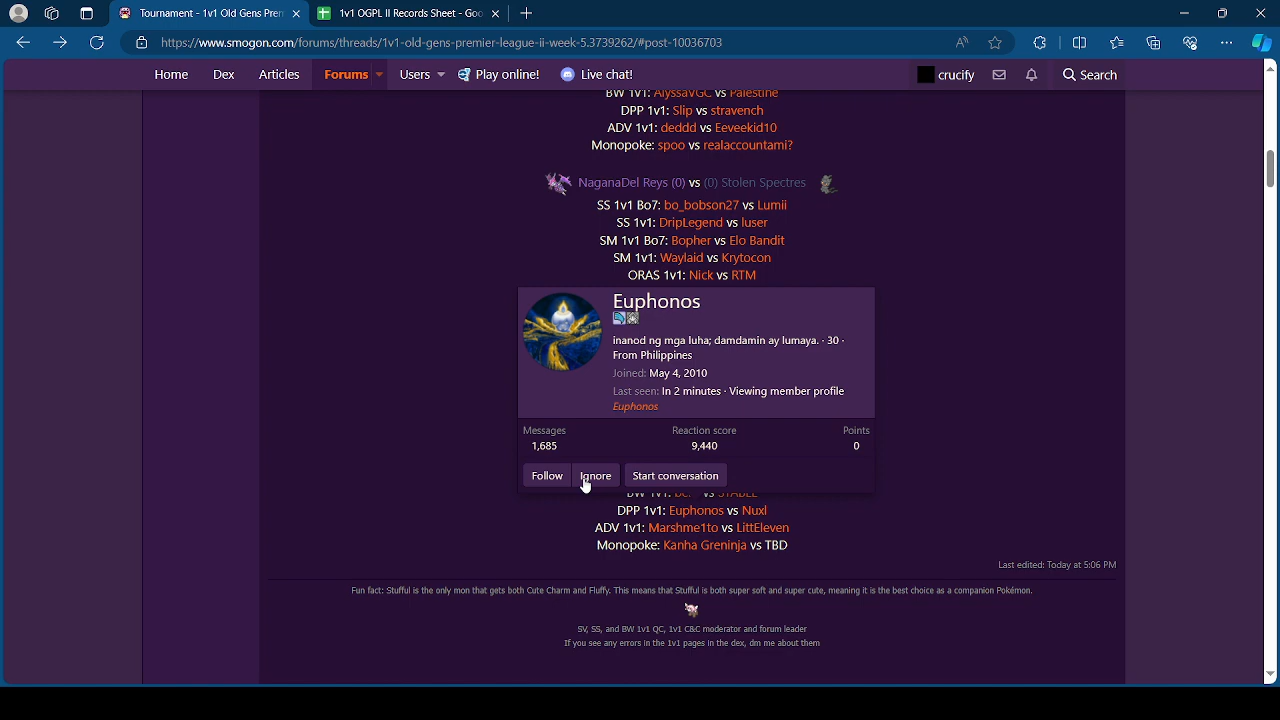 Tournament - 1v1 Old Gens Prem
1v1 OGPL II Records Sheet - Goo
https://www.smogon.com/forums/threads/1v1-old-gens-premier-league-ii-week-5.3739262/#post-10036703
Home Dex Articles Forums Users Play online! Live chat! crucify Search
BW 1v1: AlyssaVGC vs Palestine
DPP 1v1: Slip vs stravench
ADV 1v1: deddd vs Eeveekid10
Monopoke: spoo vs realaccountami?
NaganaDel Reys (0) vs (0) Stolen Spectres
SS 1v1 Bo7: bo_bobson27 vs Lumii
SS 1v1: DripLegend vs luser
SM 1v1 Bo7: Bopher vs Elo Bandit
SM 1v1: Waylaid vs Krytocon
ORAS 1v1: Nick vs RTM
Euphonos
inanod ng mga luha; damdamin ay lumaya. · 30 ·
From Philippines
Joined: May 4, 2010
Last seen: In 2 minutes · Viewing member profile
Euphonos
Messages Reaction score Points
1,685 9,440 0
Follow Ignore Start conversation
BW 1v1: vs
DPP 1v1: Euphonos vs Nuxl
ADV 1v1: Marshme1to vs LittEleven
Monopoke: Kanha Greninja vs TBD
Last edited: Today at 5:06 PM
Fun fact: Stufful is the only mon that gets both Cute Charm and Fluffy. This means that Stufful is both super soft and super cute, meaning it is the best choice as a companion Pokémon.
SV, SS, and BW 1v1 QC, 1v1 C&C moderator and forum leader
If you see any errors in the 1v1 pages in the dex, dm me about them